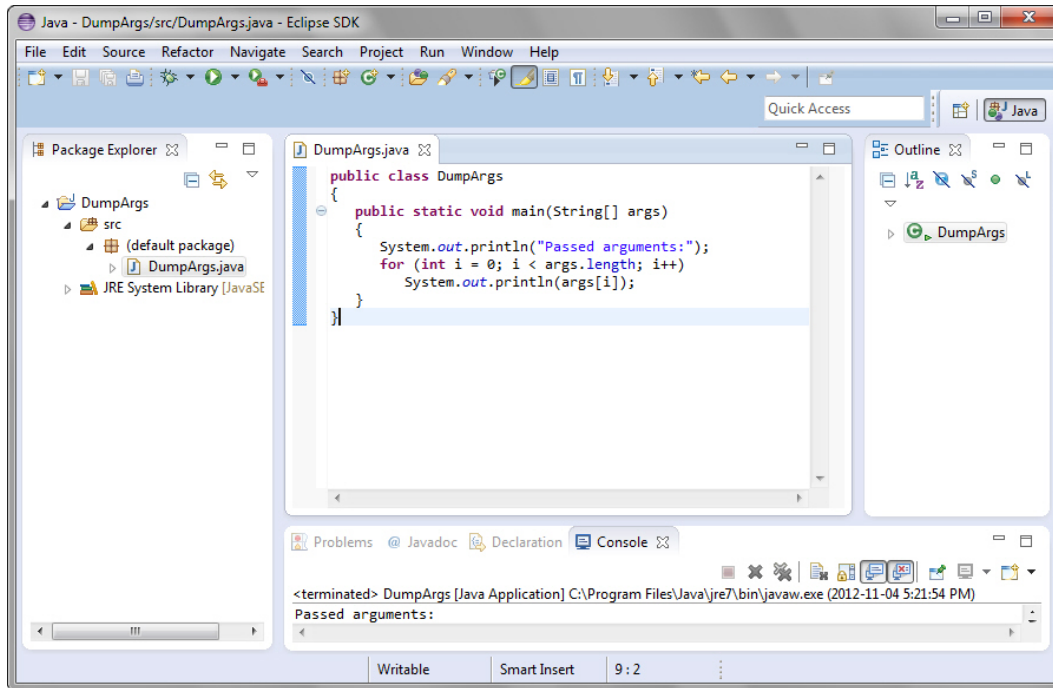 Java - DumpArgs/src/DumpArgs.java - Eclipse SDK
File Edit Source Refactor Navigate Search Project Run Window Help
Quick Access
Java
Package Explorer
DumpArgs
src
(default package)
DumpArgs.java
JRE System Library [JavaSE
DumpArgs.java
public class DumpArgs
{
public static void main(String[] args)
{
System.out.println("Passed arguments:");
for (int i = 0; i < args.length; i++)
System.out.println(args[i]);
}
}
Outline
DumpArgs
Problems @ Javadoc Declaration Console
<terminated> DumpArgs [Java Application] C:\Program Files\Java\jre7\bin\javaw.exe (2012-11-04 5:21:54 PM)
Passed arguments:
Writable Smart Insert 9 : 2